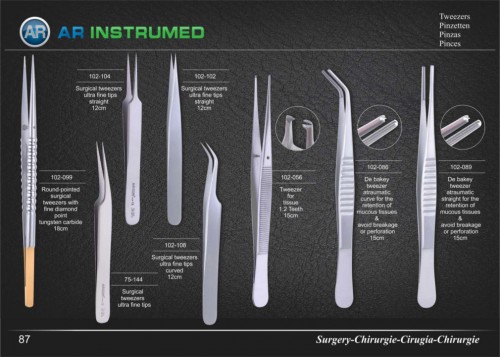 AR AR INSTRUMED
Tweezers
Pinzetten
Pinzas
Pinces
102-104
Surgical tweezers
ultra fine tips
straight
12cm
102-102
Surgical tweezers
ultra fine tips
straight
12cm
102-099
Round-pointed
surgical
tweezers with
fine diamond
point
tungsten carbide
18cm
102-056
Tweezer
for
tissue
1:2 Teeth
15cm
102-086
De bakey
tweezer
atraumatic
curve for the
retention of
mucous tissues
&
avoid breakage
or perforation
15cm
102-089
De bakey
tweezer
atraumatic
straight for the
retention of
mucous tissues
&
avoid breakage
or perforation
15cm
102-108
Surgical tweezers
ultra fine tips
curved
12cm
75-144
Surgical
tweezers
ultra fine tips
87
Surgery-Chirurgie-Cirugía-Chirurgie